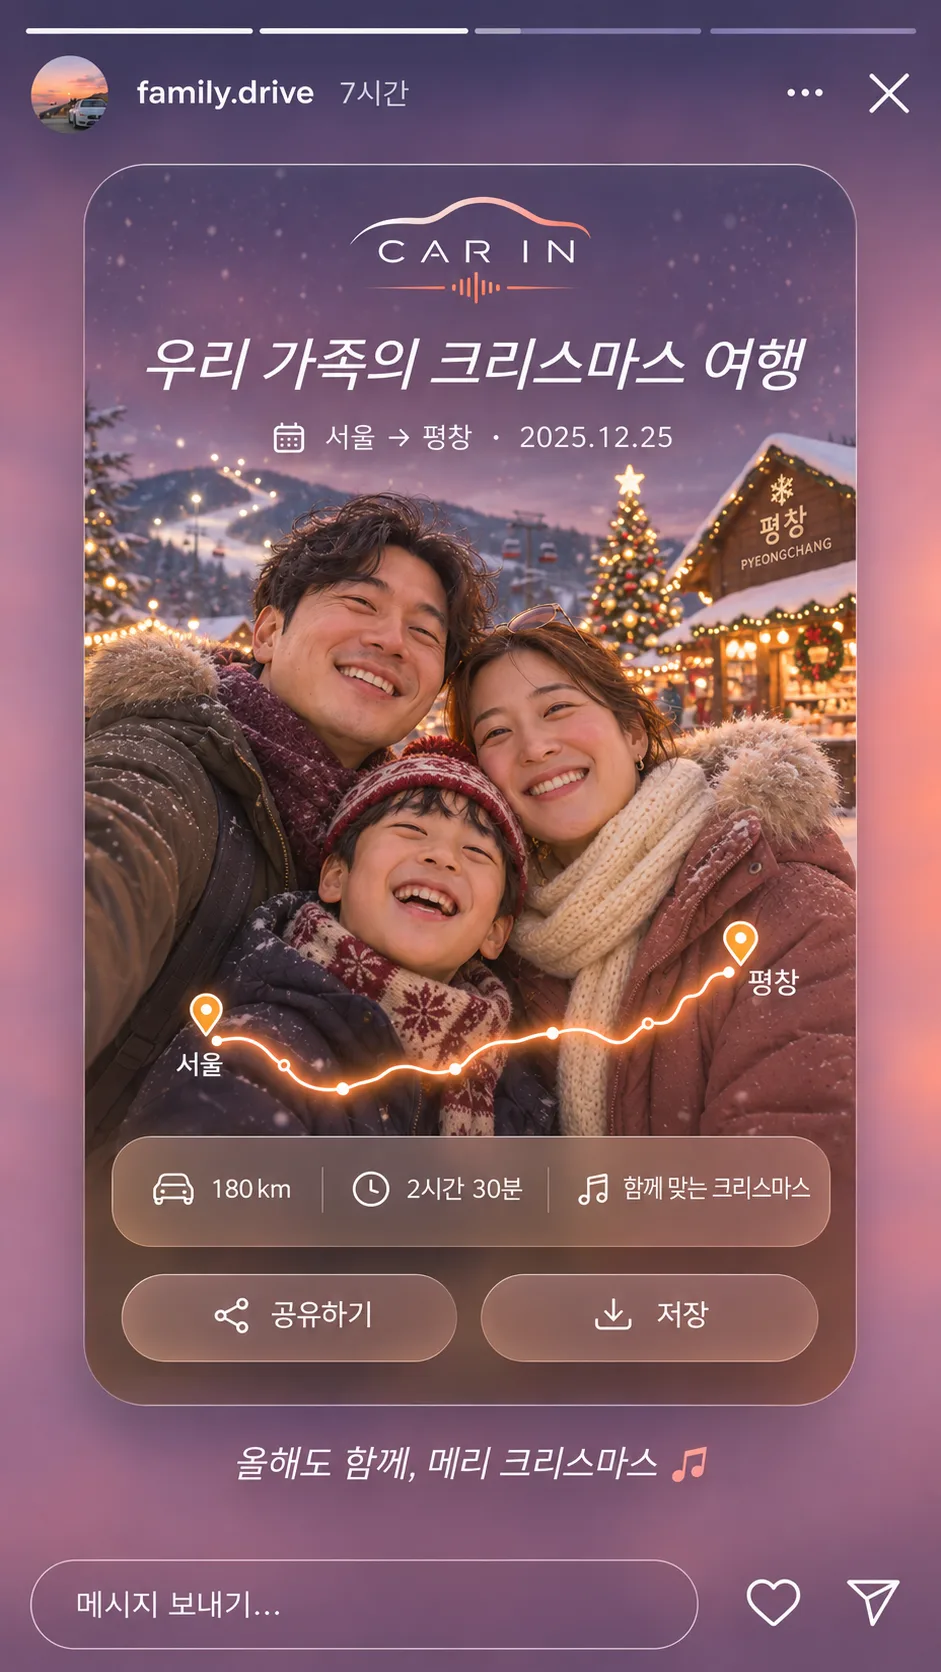 family.drive 7시간
CAR IN
우리 가족의 크리스마스 여행
서울 → 평창 · 2025.12.25
평창
PYEONGCHANG
평창
서울
180 km
2시간 30분
함께 맞는 크리스마스
공유하기
저장
올해도 함께, 메리 크리스마스 🎵
메시지 보내기...